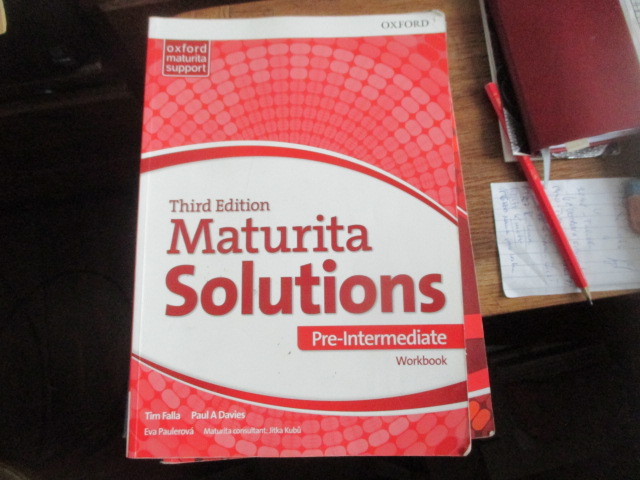 OXFORD
oxford
maturita
support
Third Edition
Maturita
Solutions
Pre-Intermediate
Workbook
Tim Falla Paul A Davies
Eva Paulerová Maturita consultant: Jitka Kubů